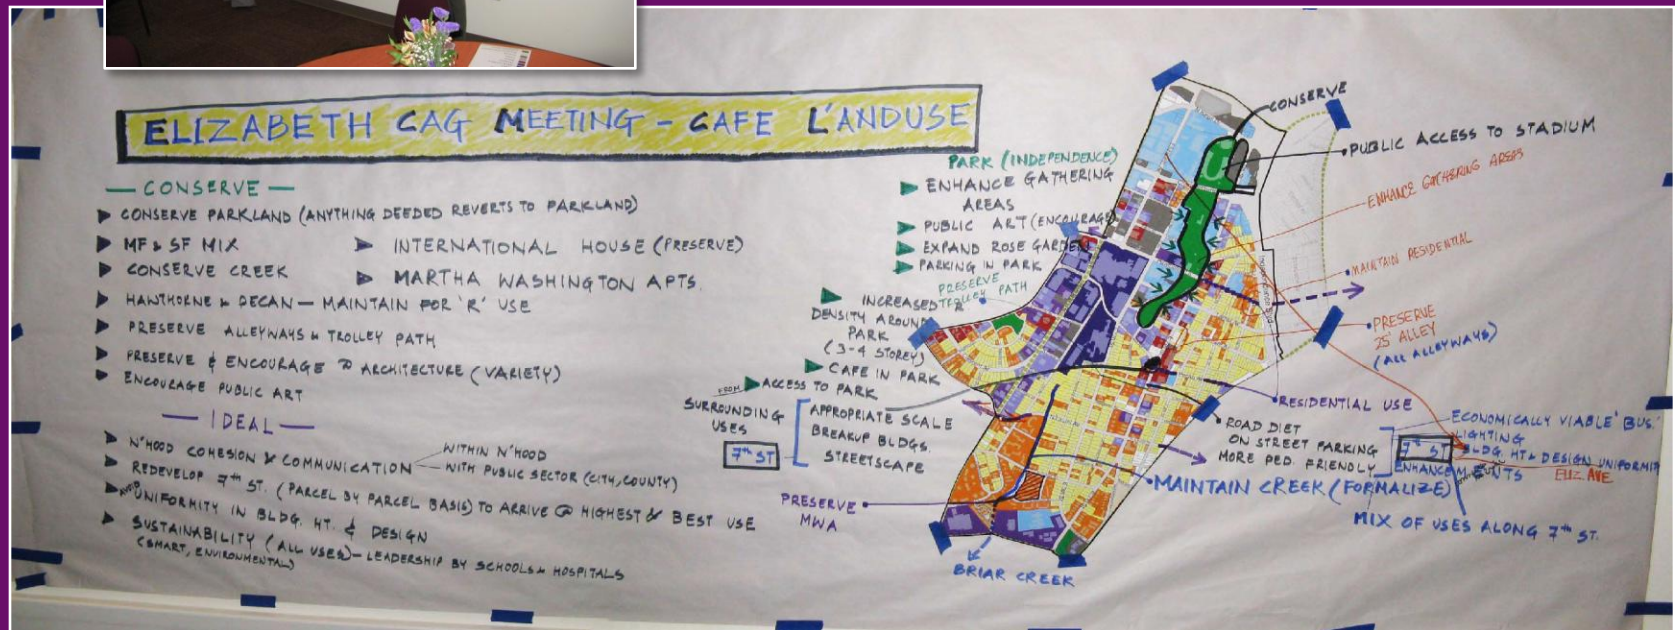 ELIZABETH CAG MEETING - CAFE L'ANDUSE
— CONSERVE —
CONSERVE PARKLAND (ANYTHING DEEDED REVERTS TO PARKLAND)
MF & SF MIX
INTERNATIONAL HOUSE (PRESERVE)
CONSERVE CREEK
MARTHA WASHINGTON APTS.
HAWTHORNE & PECAN — MAINTAIN FOR 'R' USE
PRESERVE ALLEYWAYS & TROLLEY PATH
PRESERVE & ENCOURAGE ARCHITECTURE (VARIETY)
ENCOURAGE PUBLIC ART
— IDEAL —
N'HOOD COHESION & COMMUNICATION
WITHIN N'HOOD
WITH PUBLIC SECTOR (CITY, COUNTY)
REDEVELOP 7th ST. (PARCEL BY PARCEL BASIS) TO ARRIVE @ HIGHEST & BEST USE
AVOID UNIFORMITY IN BLDG. HT. & DESIGN
SUSTAINABILITY (ALL USES) — LEADERSHIP BY SCHOOLS & HOSPITALS
(SMART, ENVIRONMENTAL)
PARK (INDEPENDENCE)
ENHANCE GATHERING
AREAS
PUBLIC ART (ENCOURAGE)
EXPAND ROSE GARDEN
PARKING IN PARK
PRESERVE
TROLLEY PATH
INCREASED
DENSITY AROUND
PARK
(3-4 STOREY)
CAFE IN PARK
ACCESS TO PARK
FROM
SURROUNDING
USES
7th ST
APPROPRIATE SCALE
BREAKUP BLDGS.
STREETSCAPE
PRESERVE
MWA
BRIAR CREEK
CONSERVE
PUBLIC ACCESS TO STADIUM
ENHANCE GATHERING AREAS
MAINTAIN RESIDENTIAL
PRESERVE
25' ALLEY
(ALL ALLEYWAYS)
RESIDENTIAL USE
ROAD DIET
ON STREET PARKING
MORE PED. FRIENDLY
7th ST
ECONOMICALLY VIABLE BUS.
LIGHTING
BLDG. HT & DESIGN UNIFORMITY
ENHANCEMENTS
ELIZ AVE
MAINTAIN CREEK (FORMALIZE)
MIX OF USES ALONG 7th ST.